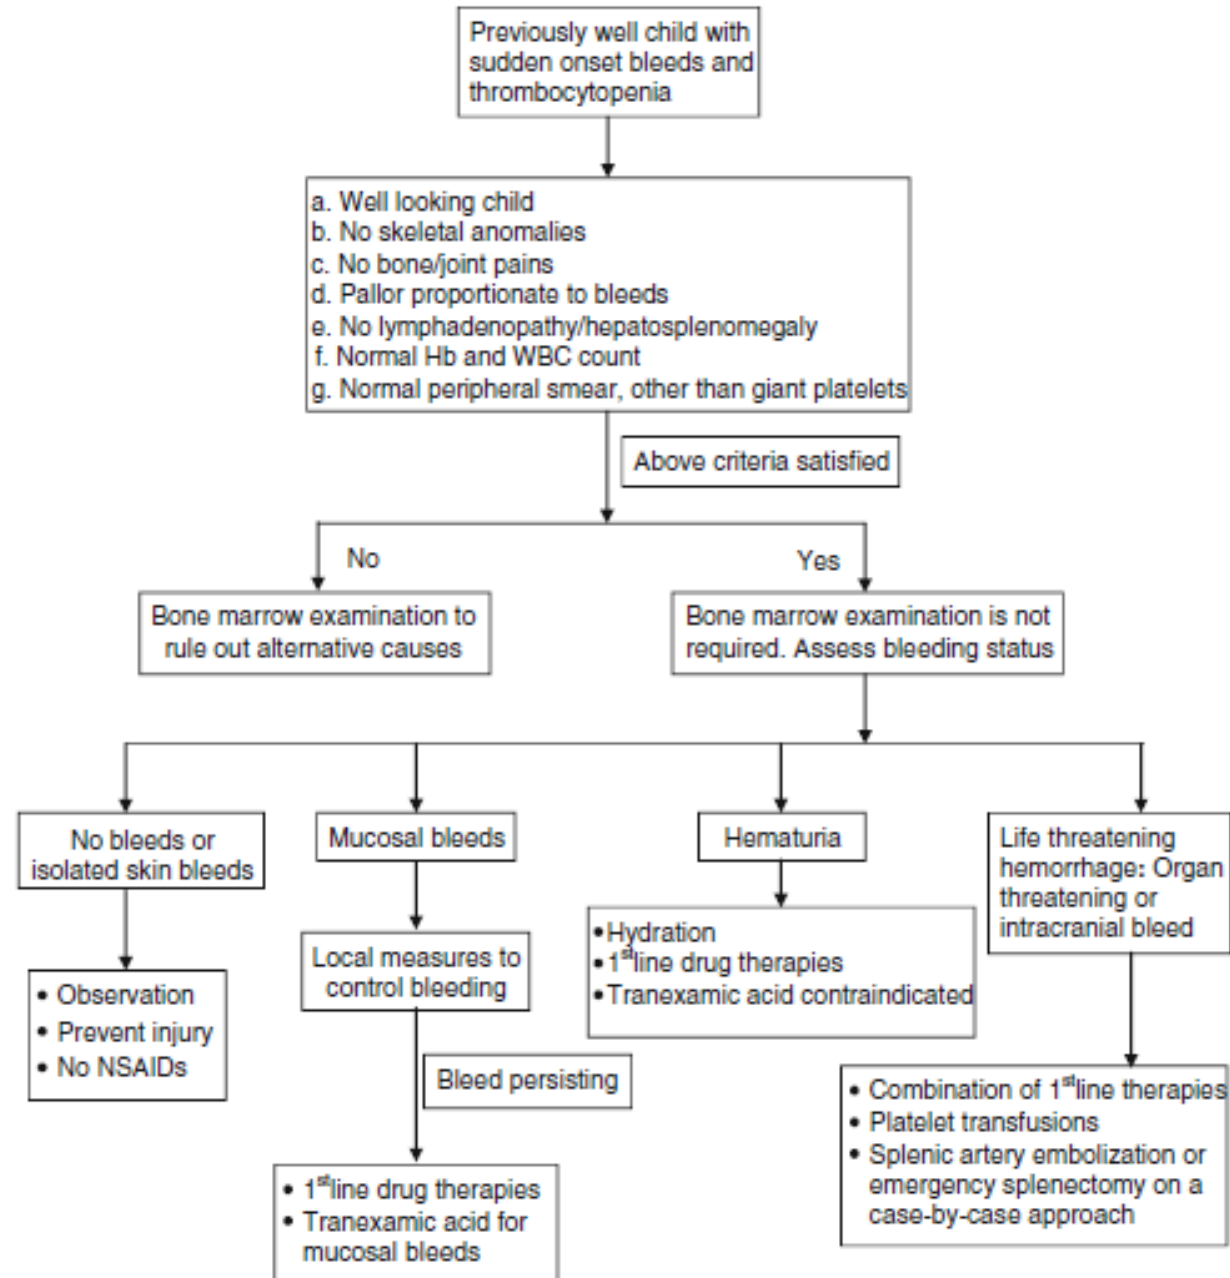 Previously well child with
sudden onset bleeds and
thrombocytopenia
a. Well looking child
b. No skeletal anomalies
c. No bone/joint pains
d. Pallor proportionate to bleeds
e. No lymphadenopathy/hepatosplenomegaly
f. Normal Hb and WBC count
g. Normal peripheral smear, other than giant platelets
Above criteria satisfied
No
Yes
Bone marrow examination to
rule out alternative causes
Bone marrow examination is not
required. Assess bleeding status
No bleeds or
isolated skin bleeds
• Observation
• Prevent injury
• No NSAIDs
Mucosal bleeds
Local measures to
control bleeding
Bleed persisting
• 1st line drug therapies
• Tranexamic acid for
mucosal bleeds
Hematuria
• Hydration
• 1st line drug therapies
• Tranexamic acid contraindicated
Life threatening
hemorrhage: Organ
threatening or
intracranial bleed
• Combination of 1st line therapies
• Platelet transfusions
• Splenic artery embolization or
emergency splenectomy on a
case-by-case approach